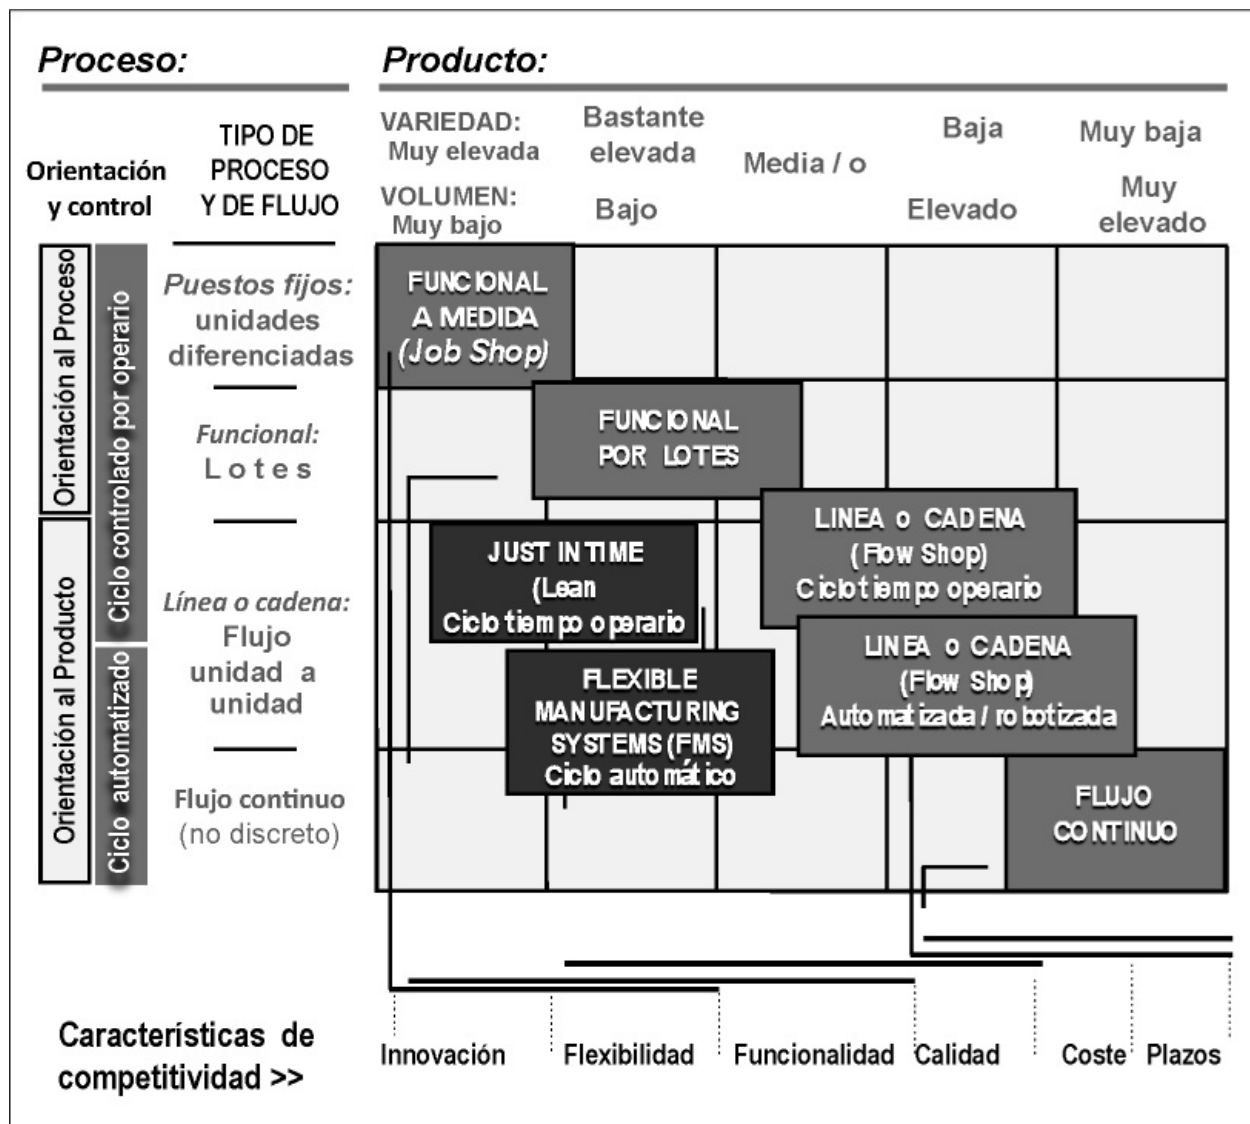 Proceso:
Producto:
Orientación
y control
TIPO DE
PROCESO
Y DE FLUJO
VARIEDAD:
Muy elevada
Bastante
elevada
Media / o
Baja
Muy baja
VOLUMEN:
Muy bajo
Bajo
Elevado
Muy
elevado
Orientación al Proceso
Orientación al Producto
Ciclo controlado por operario
Ciclo automatizado
Puestos fijos:
unidades
diferenciadas
Funcional:
Lotes
Línea o cadena:
Flujo
unidad a
unidad
Flujo continuo
(no discreto)
FUNCIONAL
A MEDIDA
(Job Shop)
FUNCIONAL
POR LOTES
JUST IN TIME
(Lean
Ciclo tiempo operario
LINEA o CADENA
(Flow Shop)
Ciclo tiempo operario
FLEXIBLE
MANUFACTURING
SYSTEMS (FMS)
Ciclo automático
LINEA o CADENA
(Flow Shop)
Automatizada / robotizada
FLUJO
CONTINUO
Características de
competitividad >>
Innovación
Flexibilidad
Funcionalidad
Calidad
Coste
Plazos